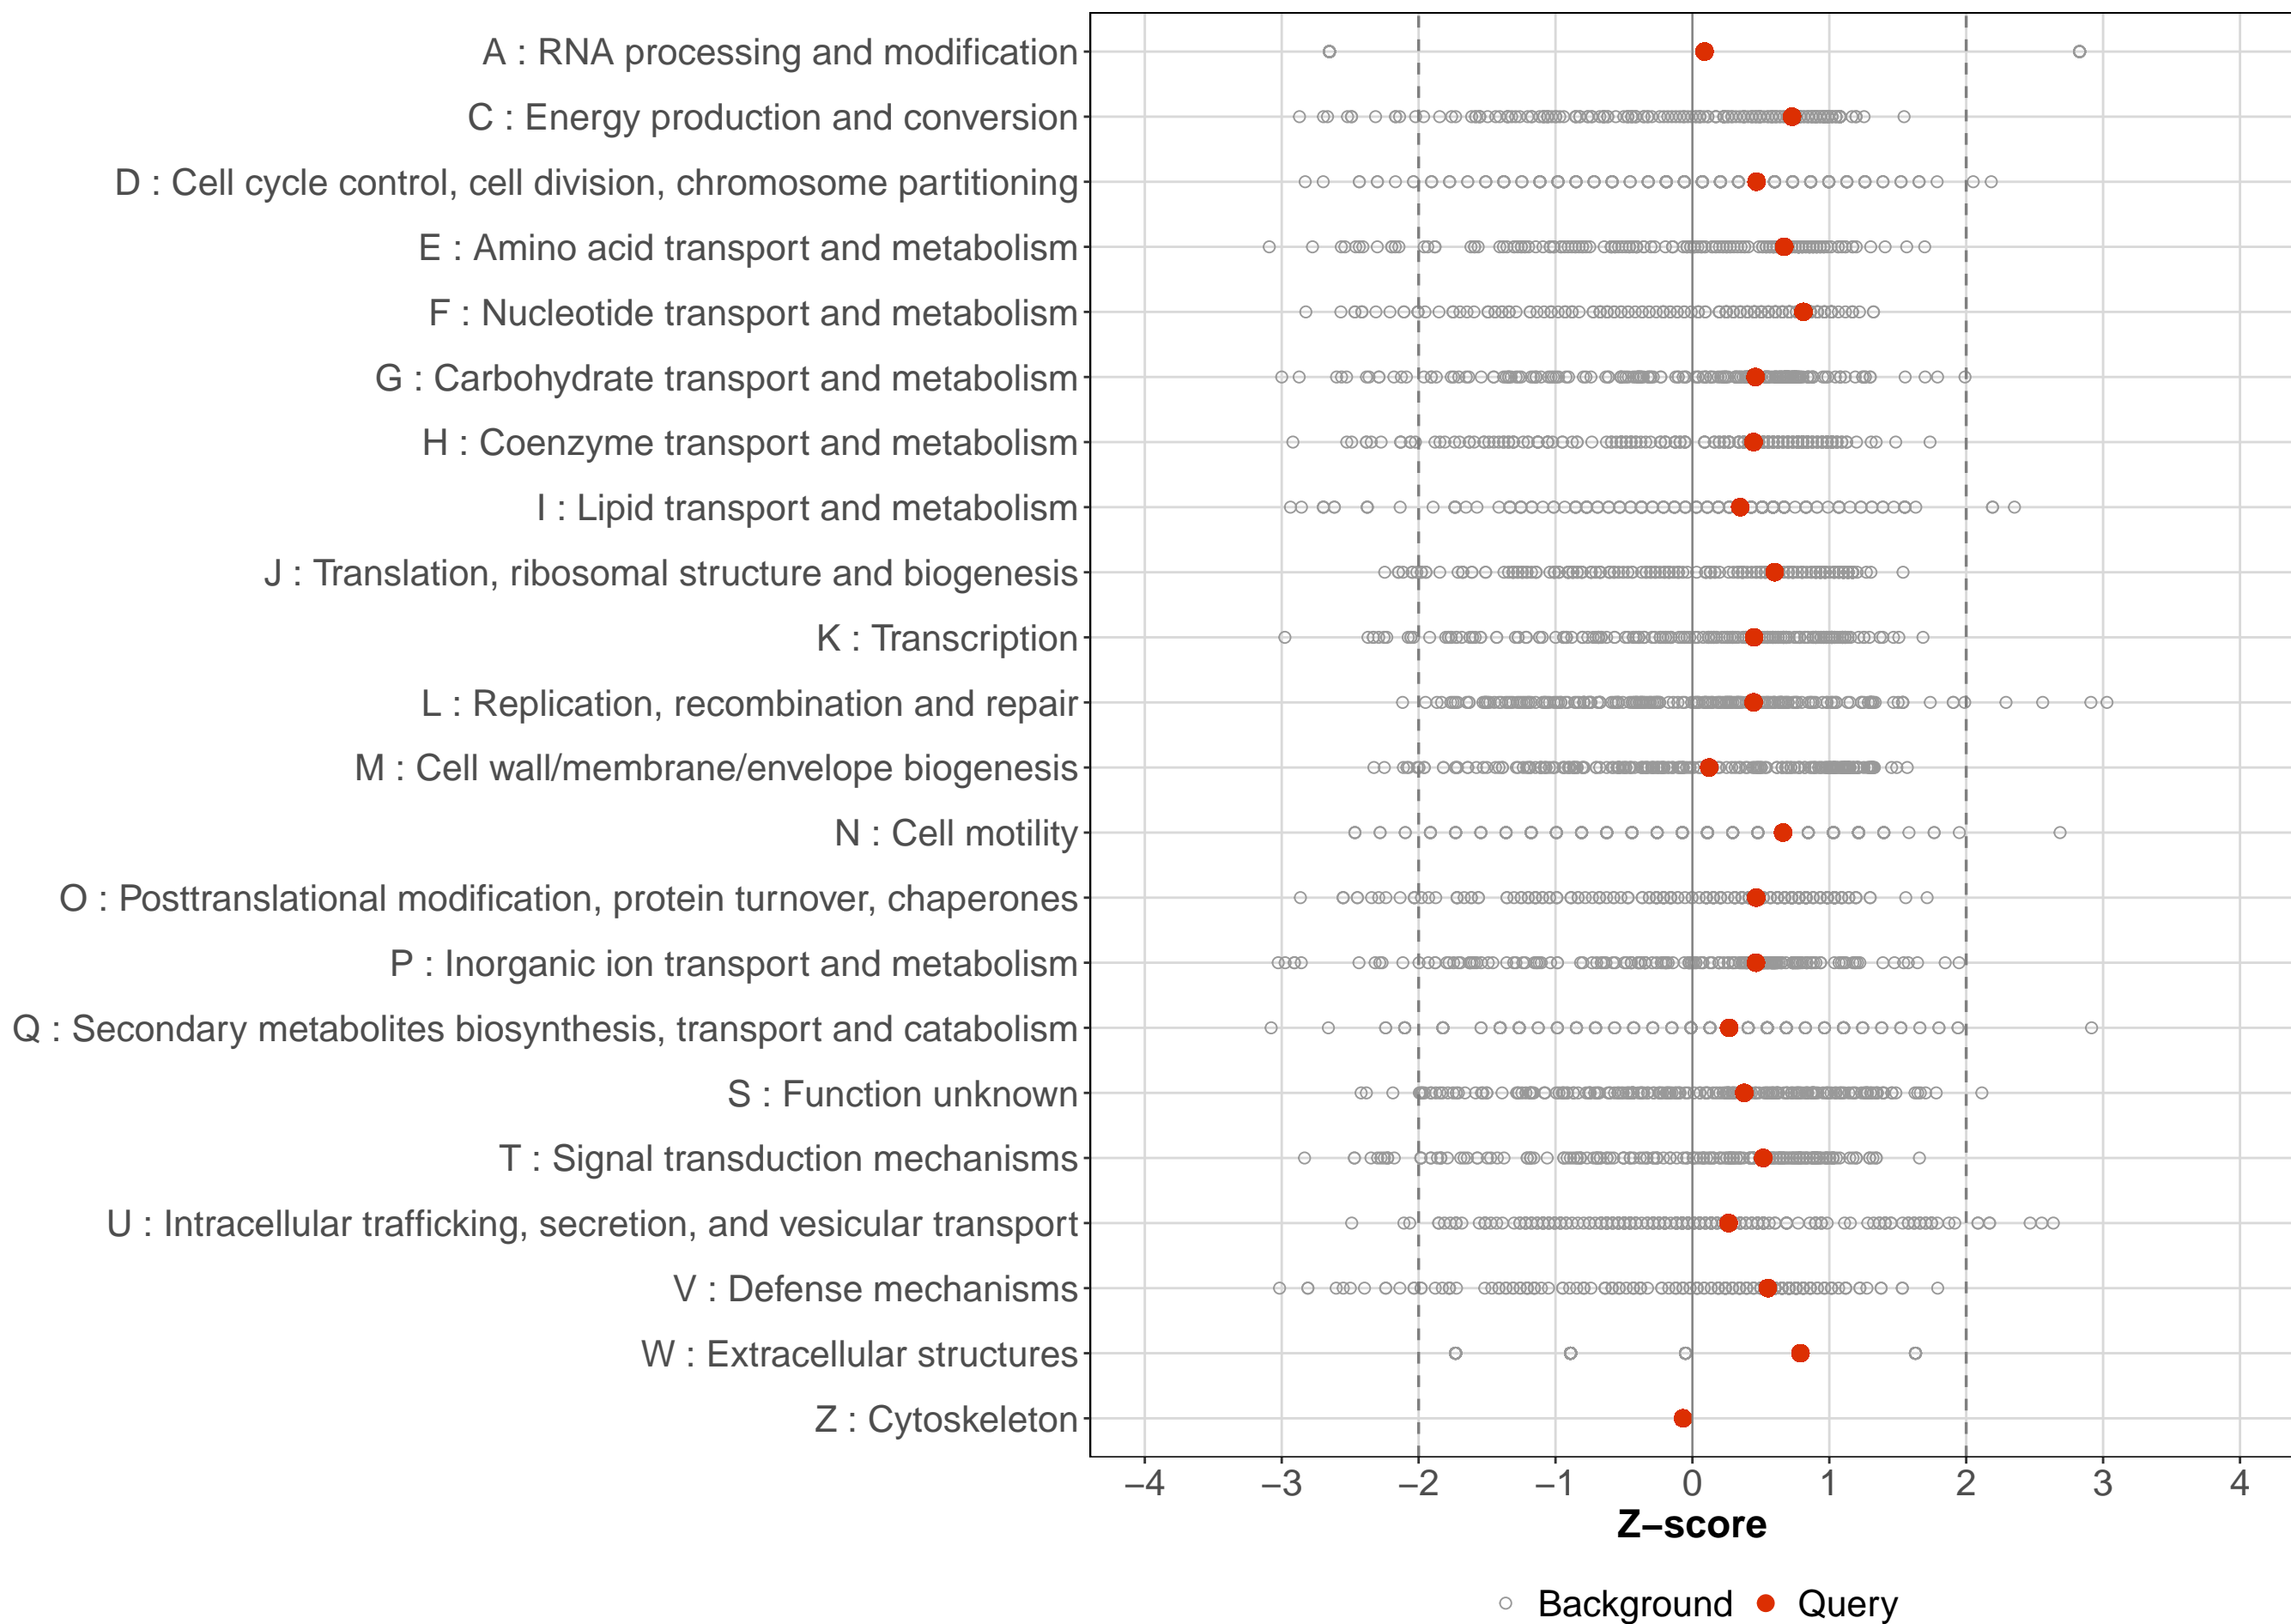 A : RNA processing and modification
C : Energy production and conversion
D : Cell cycle control, cell division, chromosome partitioning
E : Amino acid transport and metabolism
F : Nucleotide transport and metabolism
G : Carbohydrate transport and metabolism
H : Coenzyme transport and metabolism
I : Lipid transport and metabolism
J : Translation, ribosomal structure and biogenesis
K : Transcription
L : Replication, recombination and repair
M : Cell wall/membrane/envelope biogenesis
N : Cell motility
O : Posttranslational modification, protein turnover, chaperones
P : Inorganic ion transport and metabolism
Q : Secondary metabolites biosynthesis, transport and catabolism
S : Function unknown
T : Signal transduction mechanisms
U : Intracellular trafficking, secretion, and vesicular transport
V : Defense mechanisms
W : Extracellular structures
Z : Cytoskeleton
−4 −3 −2 −1 0 1 2 3 4
Z−score
Background Query